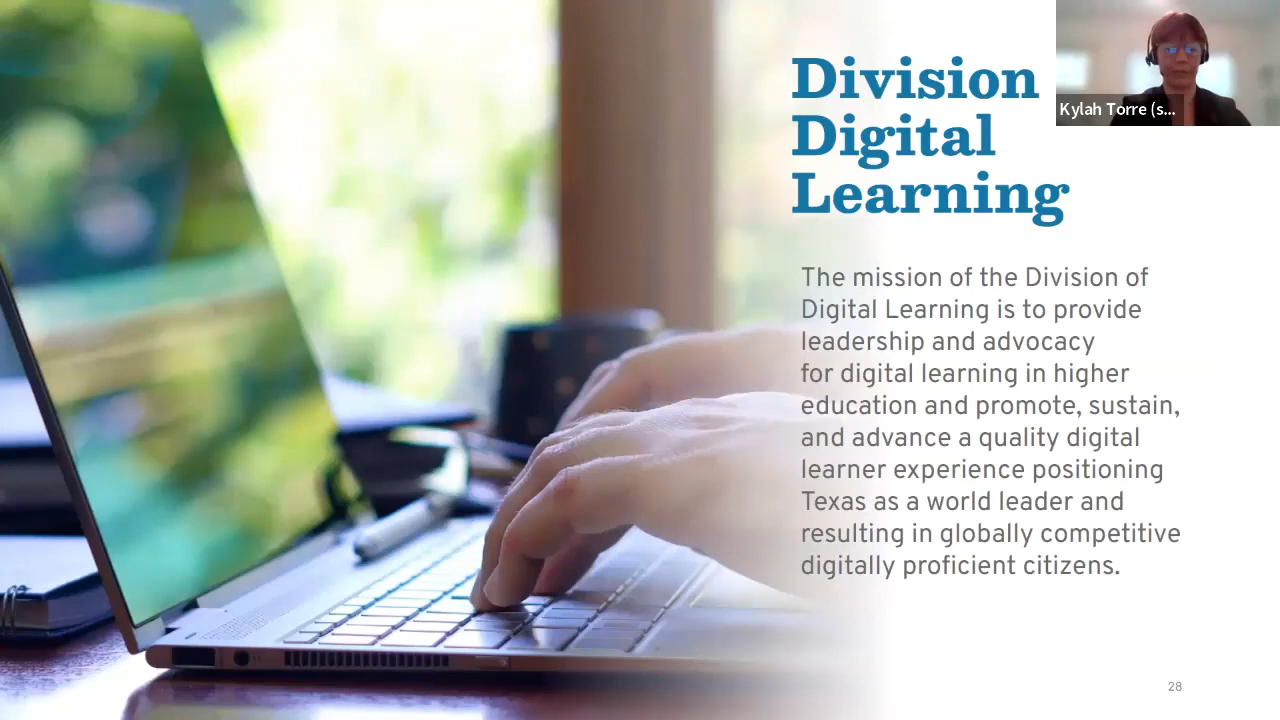 Division
Digital
Learning
Kylah Torre (s...
The mission of the Division of
Digital Learning is to provide
leadership and advocacy
for digital learning in higher
education and promote, sustain,
and advance a quality digital
learner experience positioning
Texas as a world leader and
resulting in globally competitive
digitally proficient citizens.
28